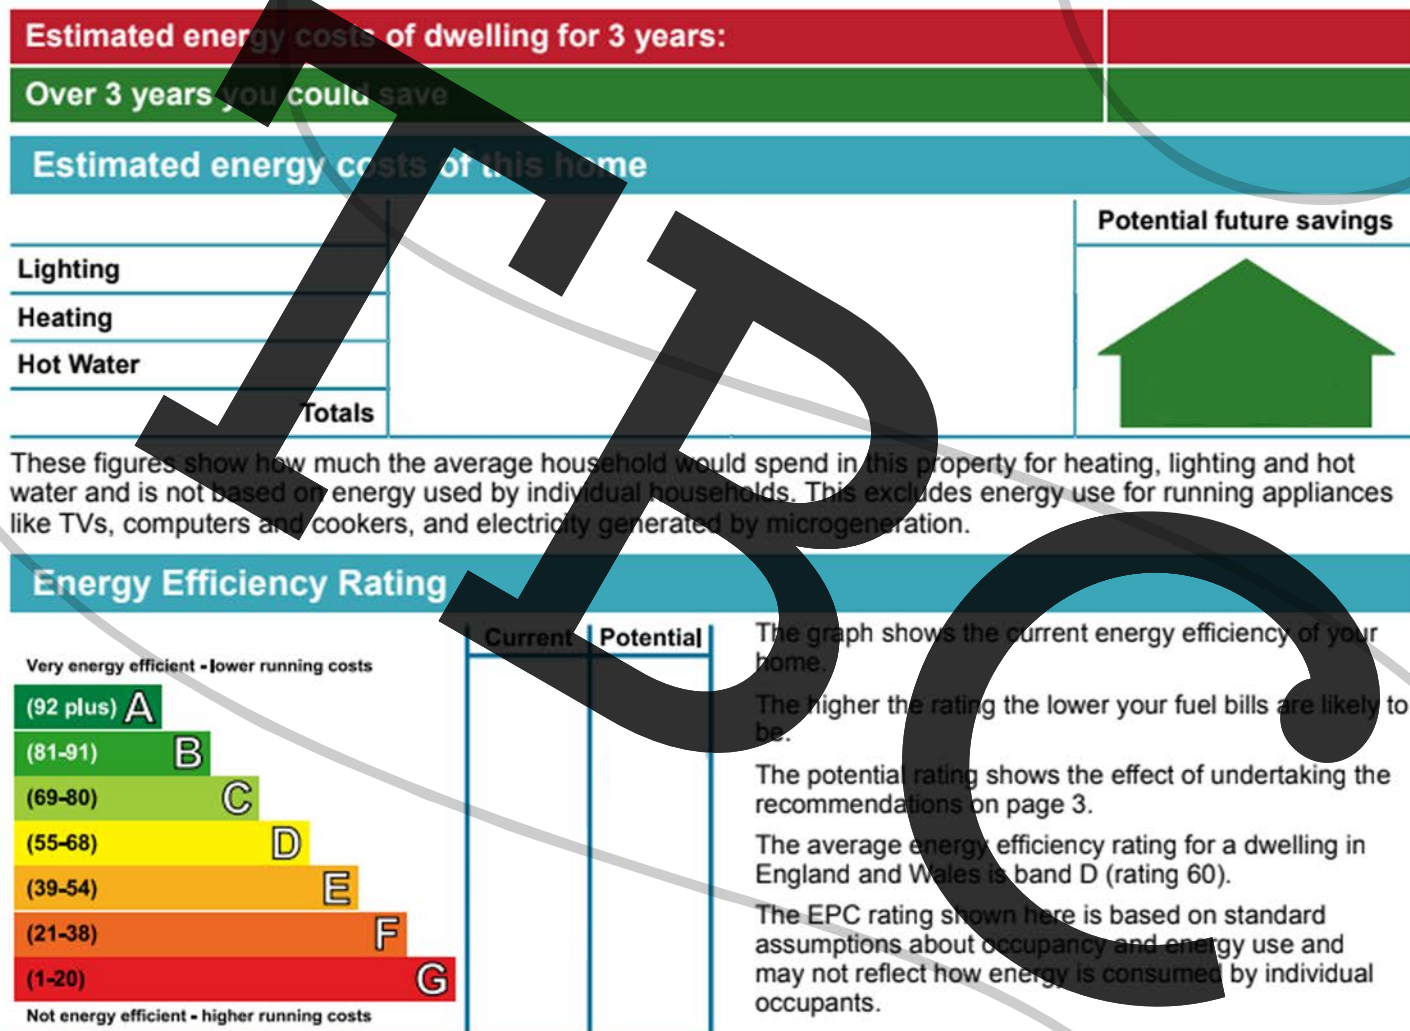 Estimated energy costs of dwelling for 3 years:
Over 3 years you could save
Estimated energy costs of this home
Potential future savings
Lighting
Heating
Hot Water
Totals
These figures show how much the average household would spend in this property for heating, lighting and hot
water and is not based on energy used by individual households. This excludes energy use for running appliances
like TVs, computers and cookers, and electricity generated by microgeneration.
Energy Efficiency Rating
Current Potential
Very energy efficient - lower running costs
(92 plus) A
(81-91) B
(69-80) C
(55-68) D
(39-54) E
(21-38) F
(1-20) G
Not energy efficient - higher running costs
The graph shows the current energy efficiency of your
home.
The higher the rating the lower your fuel bills are likely to
be.
The potential rating shows the effect of undertaking the
recommendations on page 3.
The average energy efficiency rating for a dwelling in
England and Wales is band D (rating 60).
The EPC rating shown here is based on standard
assumptions about occupancy and energy use and
may not reflect how energy is consumed by individual
occupants.
TBC